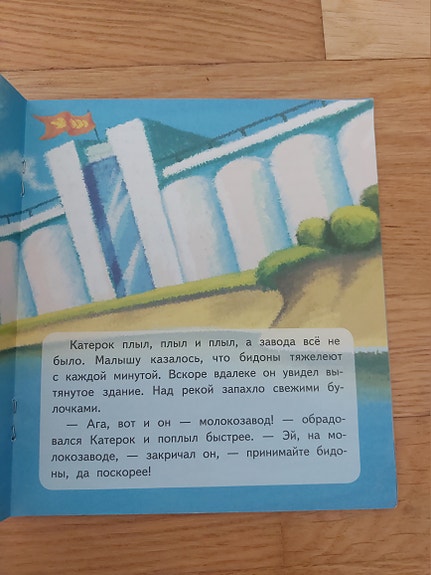 Катерок плыл, плыл и плыл, а завода всё не
было. Малышу казалось, что бидоны тяжелеют
с каждой минутой. Вскоре вдалеке он увидел вы-
тянутое здание. Над рекой запахло свежими бу-
лочками.
— Ага, вот и он — молокозавод! — обрадо-
вался Катерок и поплыл быстрее. — Эй, на мо-
локозаводе, — закричал он, — принимайте бидо-
ны, да поскорее!